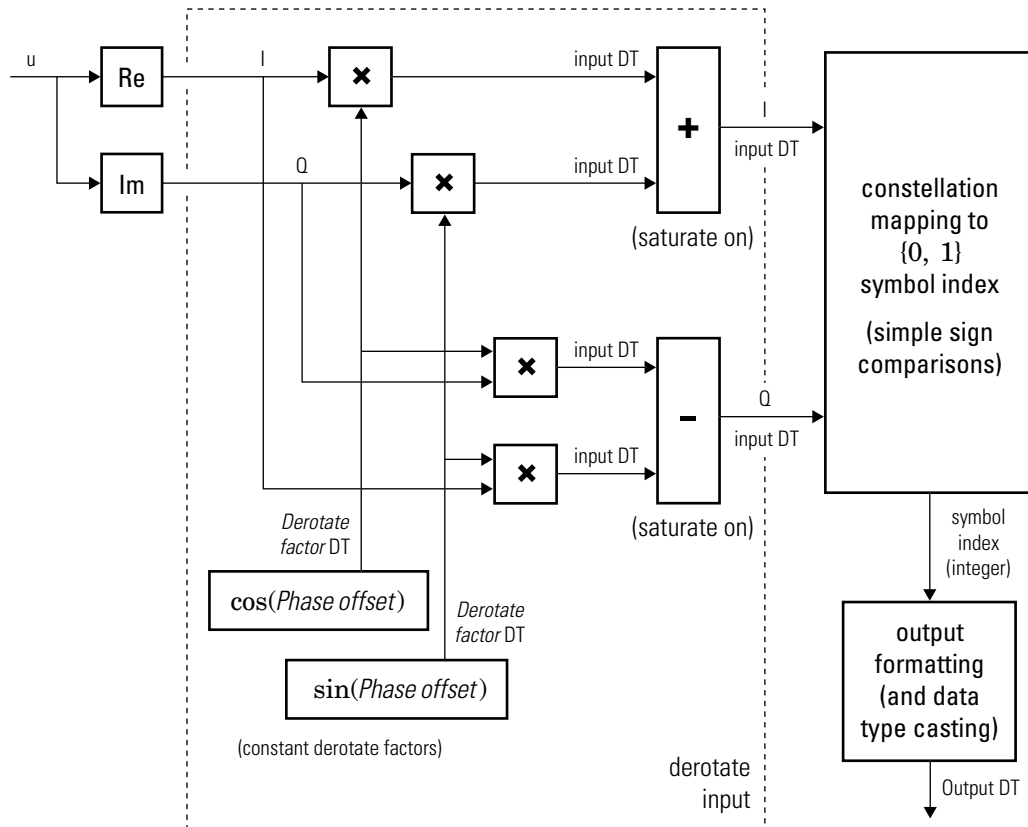 u
Re
I
×
input DT
+
I
input DT
Im
Q
×
input DT
(saturate on)
constellation
mapping to
{0, 1}
symbol index
(simple sign
comparisons)
×
input DT
-
Q
input DT
×
input DT
(saturate on)
Derotate
factor DT
cos(Phase offset)
Derotate
factor DT
sin(Phase offset)
(constant derotate factors)
derotate
input
symbol
index
(integer)
output
formatting
(and data
type casting)
Output DT